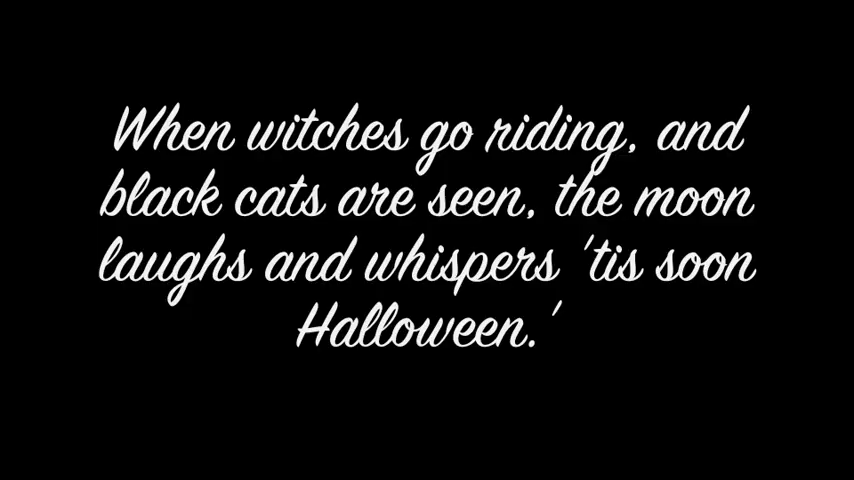 When witches go riding, and
black cats are seen, the moon
laughs and whispers 'tis soon
Halloween.'